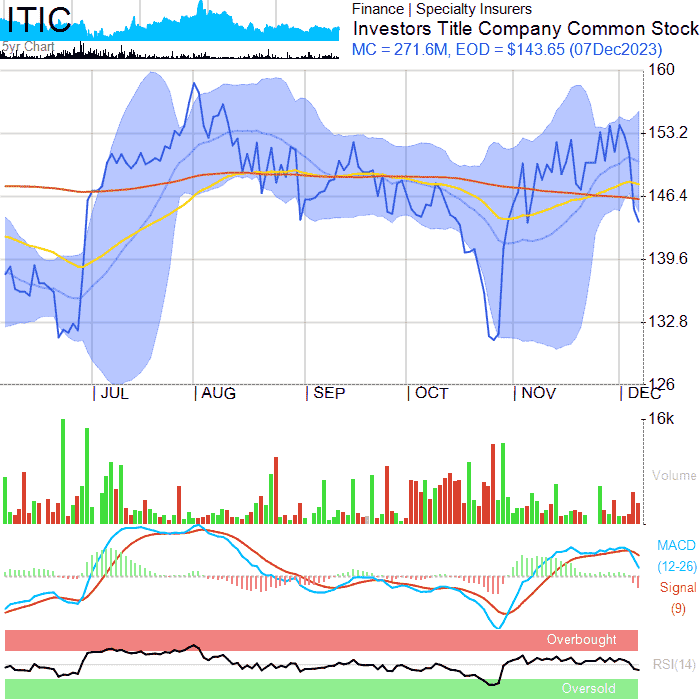 ITIC
5yr Chart
Finance | Specialty Insurers
Investors Title Company Common Stock
MC = 271.6M, EOD = $143.65 (07Dec2023)
160
153.2
146.4
139.6
132.8
126
JUL AUG SEP OCT NOV DEC
16k
Volume
MACD
(12-26)
Signal
(9)
Overbought
RSI(14)
Oversold